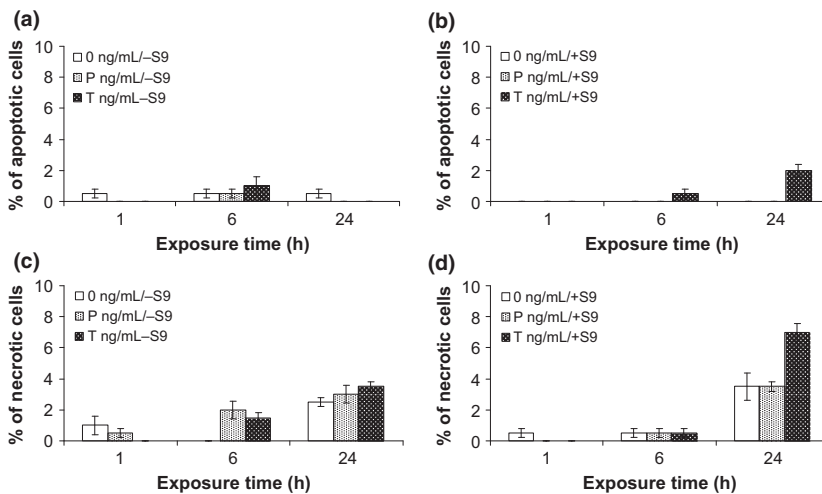 (a)
0 ng/mL/–S9
P ng/mL/–S9
T ng/mL–S9
% of apoptotic cells
10
8
6
4
2
0
1 6 24
Exposure time (h)
(b)
0 ng/mL/+S9
P ng/mL/+S9
T ng/mL/+S9
% of apoptotic cells
10
8
6
4
2
0
1 6 24
Exposure time (h)
(c)
0 ng/mL/–S9
P ng/mL/–S9
T ng/mL–S9
% of necrotic cells
10
8
6
4
2
0
1 6 24
Exposure time (h)
(d)
0 ng/mL/+S9
P ng/mL/+S9
T ng/mL/+S9
% of necrotic cells
10
8
6
4
2
0
1 6 24
Exposure time (h)